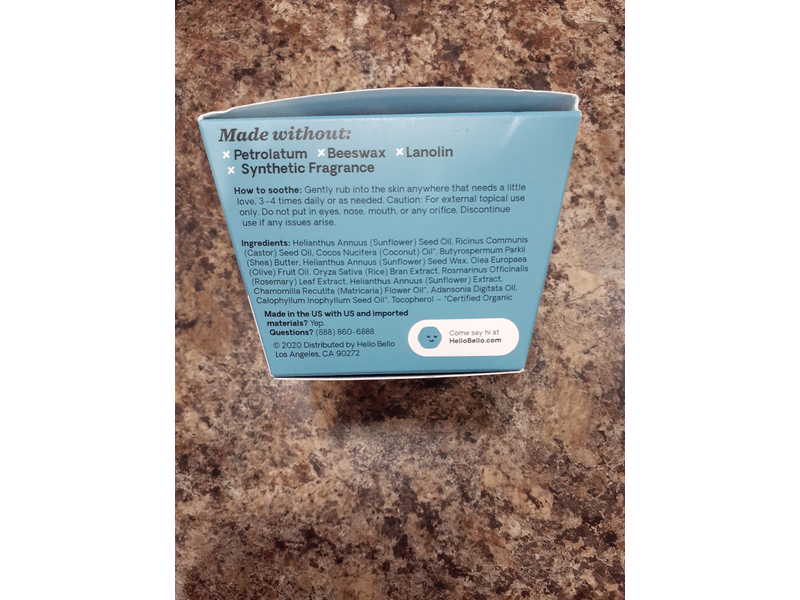 Made without:
× Petrolatum × Beeswax × Lanolin
× Synthetic Fragrance
How to soothe: Gently rub into the skin anywhere that needs a little
love, 3-4 times daily or as needed. Caution: For external topical use
only. Do not put in eyes, nose, mouth, or any orifice. Discontinue
use if any issues arise.
Ingredients: Helianthus Annuus (Sunflower) Seed Oil, Ricinus Communis
(Castor) Seed Oil, Cocos Nucifera (Coconut) Oil*, Butyrospermum Parkii
(Shea) Butter, Helianthus Annuus (Sunflower) Seed Wax, Olea Europaea
(Olive) Fruit Oil, Oryza Sativa (Rice) Bran Extract, Rosmarinus Officinalis
(Rosemary) Leaf Extract, Helianthus Annuus (Sunflower) Extract,
Chamomilla Recutita (Matricaria) Flower Oil*, Adansonia Digitata Oil,
Calophyllum Inophyllum Seed Oil*, Tocopherol – *Certified Organic
Made in the US with US and imported
materials? Yep.
Questions? (888) 860-6888
© 2020 Distributed by Hello Bello
Los Angeles, CA 90272
Come say hi at
HelloBello.com